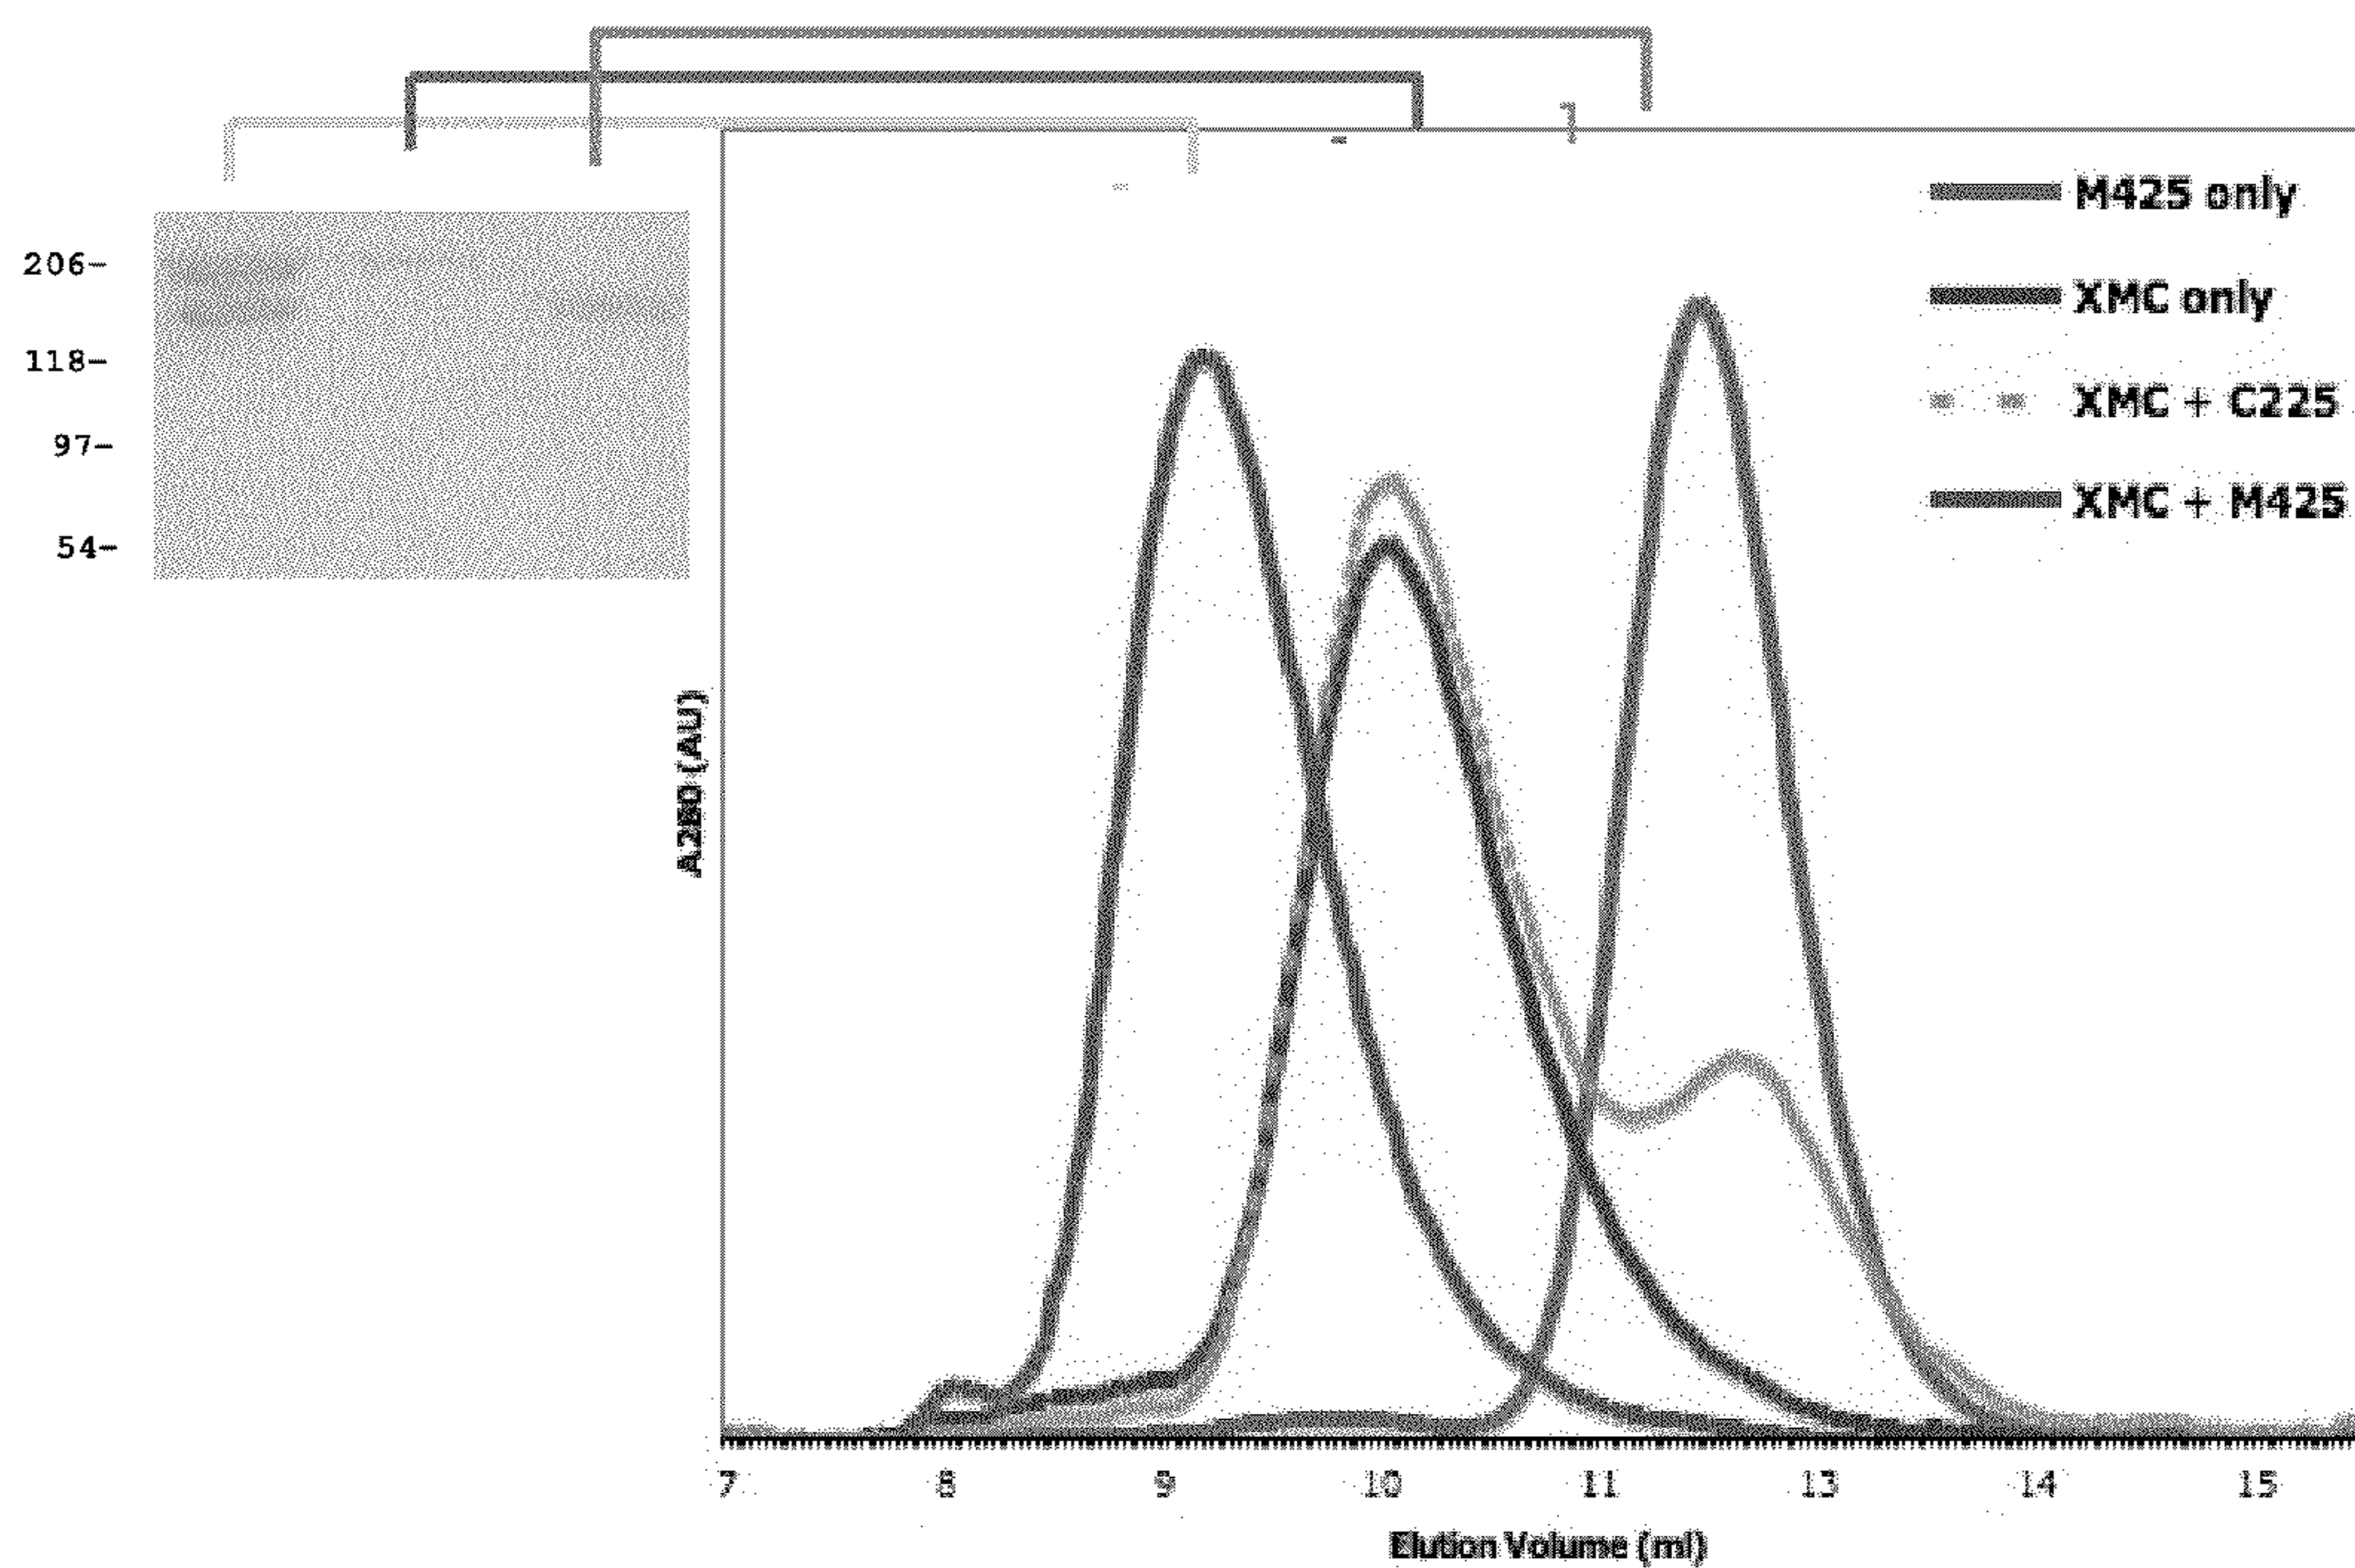 M425 only
206-
XMC only
118-
XMC + C225
97-
XMC + M425
54-
A280 (AU)
7 8 9 10 11 13 14 15
Elution Volume (ml)